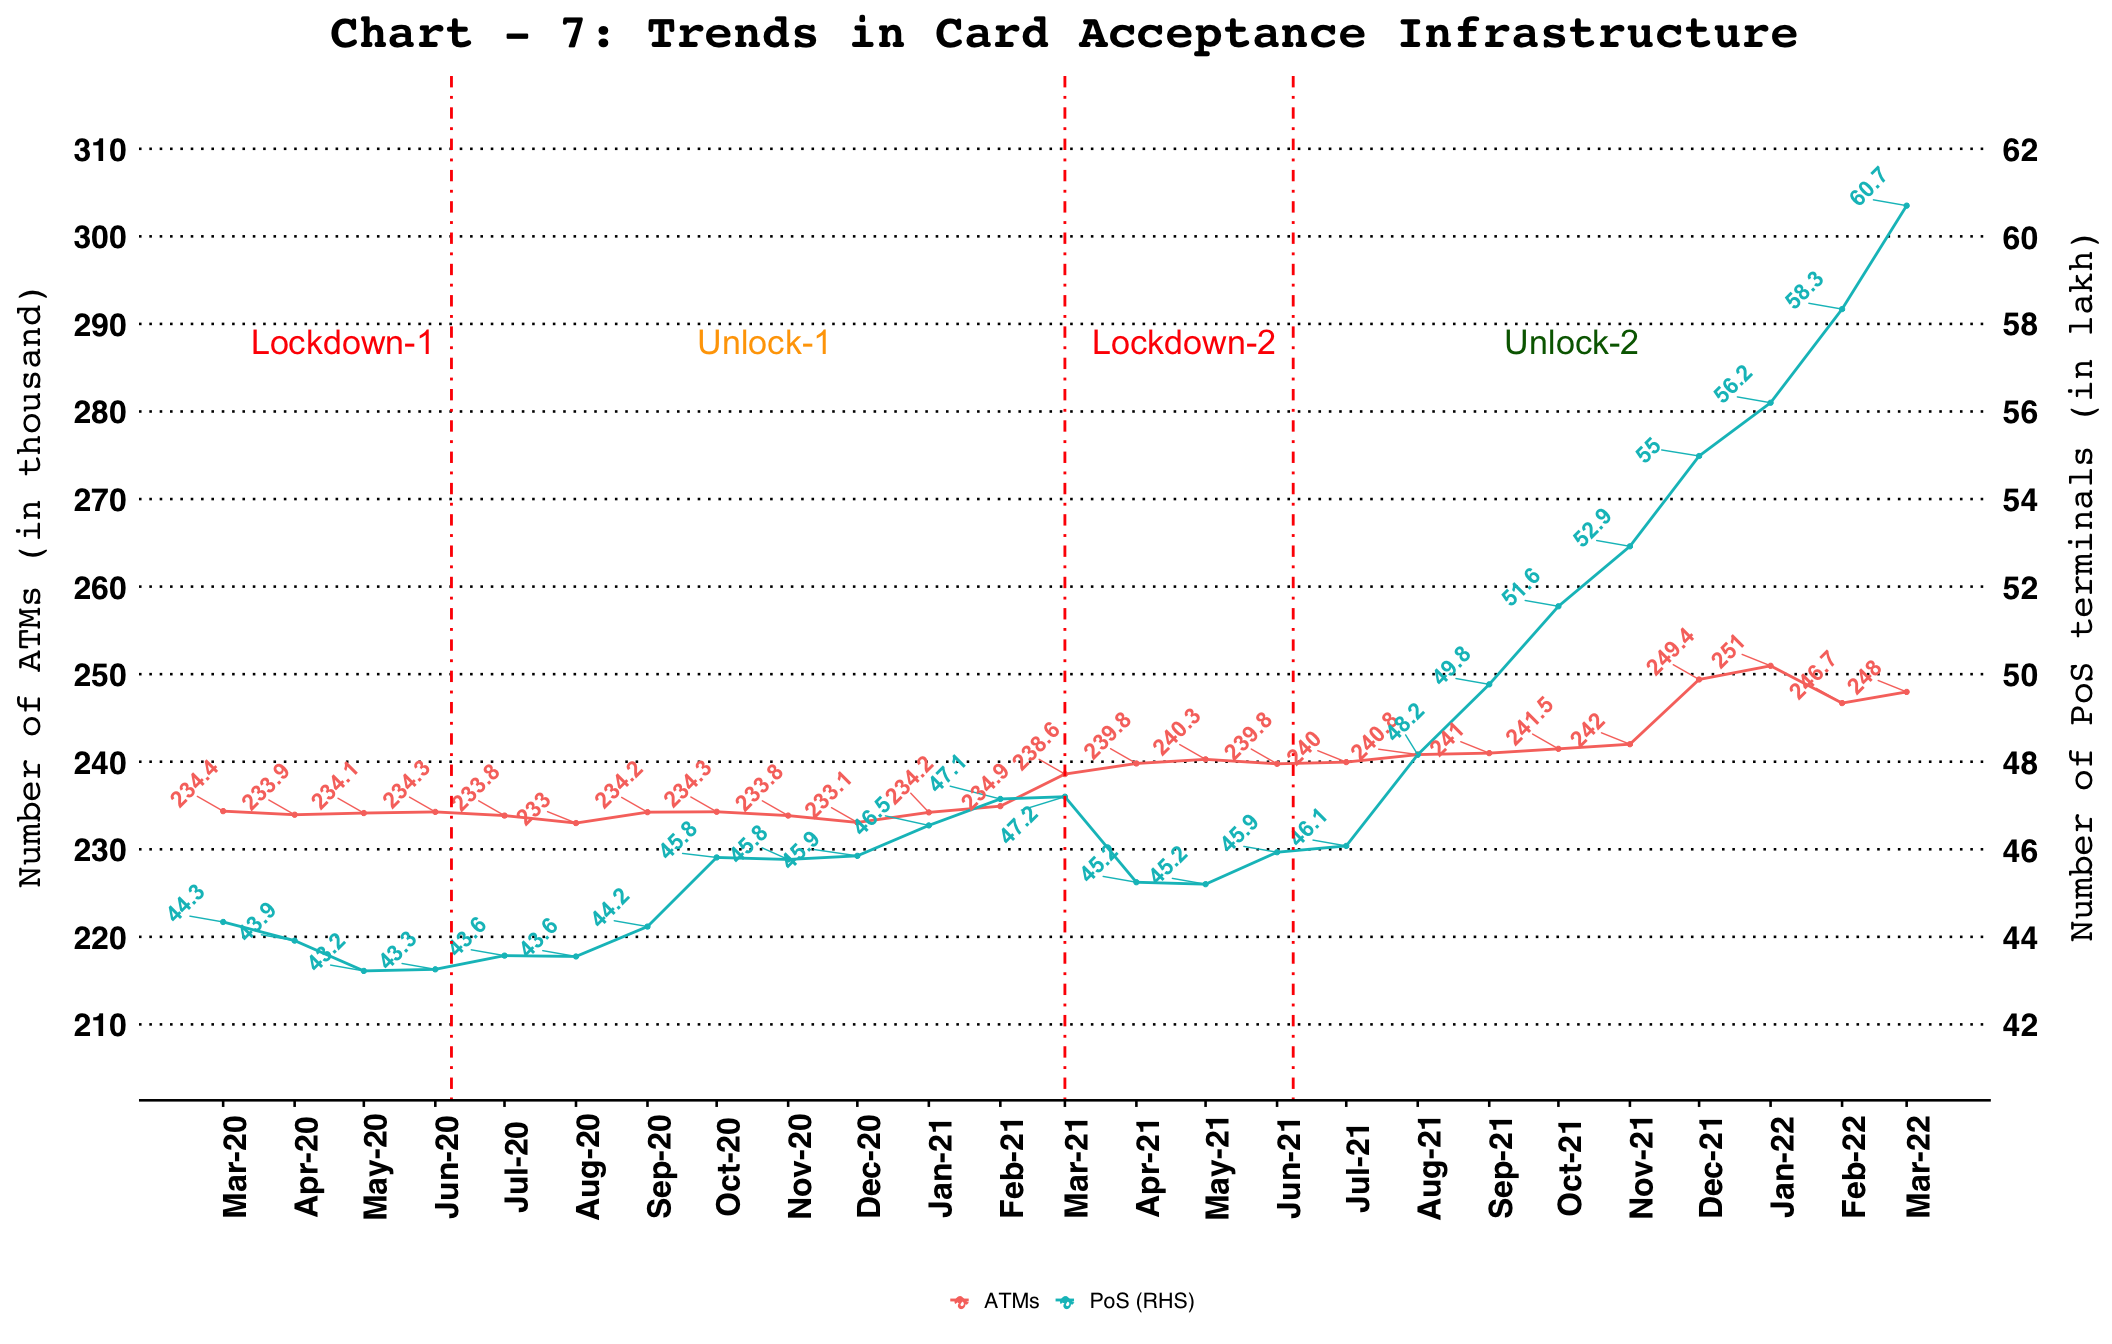 Chart – 7: Trends in Card Acceptance Infrastructure
Number of ATMs (in thousand)
310
300
290
280
270
260
250
240
230
220
210
Lockdown-1
Unlock-1
Lockdown-2
Unlock-2
234.4
233.9
234.1
234.3
233.8
233
234.2
234.3
233.8
233.1
234.2
234.9
238.6
239.8
240.3
239.8
240
240.8
241
241.5
242
249.4
251
246.7
248
44.3
43.9
43.2
43.3
43.6
43.6
44.2
45.8
45.8
45.9
46.5
47.1
47.2
45.2
45.2
45.9
46.1
48.2
49.8
51.6
52.9
55
56.2
58.3
60.7
62
60
58
56
54
52
50
48
46
44
42
Number of PoS terminals (in lakh)
Mar-20
Apr-20
May-20
Jun-20
Jul-20
Aug-20
Sep-20
Oct-20
Nov-20
Dec-20
Jan-21
Feb-21
Mar-21
Apr-21
May-21
Jun-21
Jul-21
Aug-21
Sep-21
Oct-21
Nov-21
Dec-21
Jan-22
Feb-22
Mar-22
ATMs PoS (RHS)